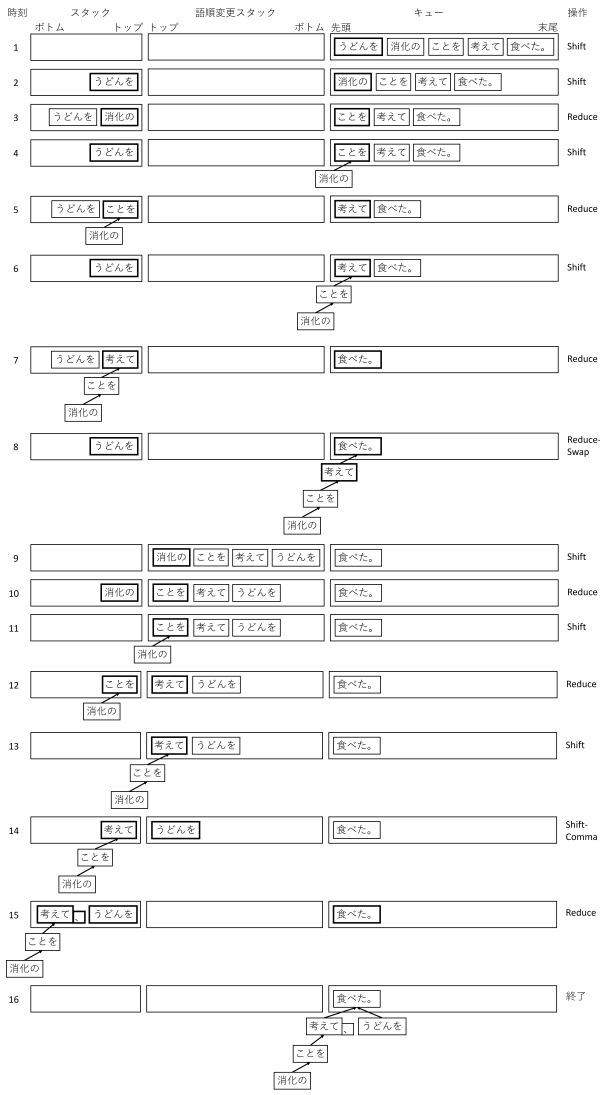 時刻 スタック 語順変更スタック キュー 操作
ボトム トップ トップ ボトム 先頭 末尾
1 うどんを 消化の ことを 考えて 食べた。 Shift
2 うどんを 消化の ことを 考えて 食べた。 Shift
3 うどんを 消化の ことを 考えて 食べた。 Reduce
4 うどんを ことを 考えて 食べた。 Shift
消化の
5 うどんを ことを 考えて 食べた。 Reduce
消化の
6 うどんを 考えて 食べた。 Shift
ことを
消化の
7 うどんを 考えて 食べた。 Reduce
ことを
消化の
8 うどんを 食べた。 Reduce-
Swap
考えて
ことを
消化の
9 消化の ことを 考えて うどんを 食べた。 Shift
10 消化の ことを 考えて うどんを 食べた。 Reduce
11 ことを 考えて うどんを 食べた。 Shift
消化の
12 ことを 考えて うどんを 食べた。 Reduce
消化の
13 考えて うどんを 食べた。 Shift
ことを
消化の
14 考えて うどんを 食べた。 Shift-
Comma
ことを
消化の
15 考えて 、 うどんを 食べた。 Reduce
ことを
消化の
16 食べた。 終了
考えて 、 うどんを
ことを
消化の